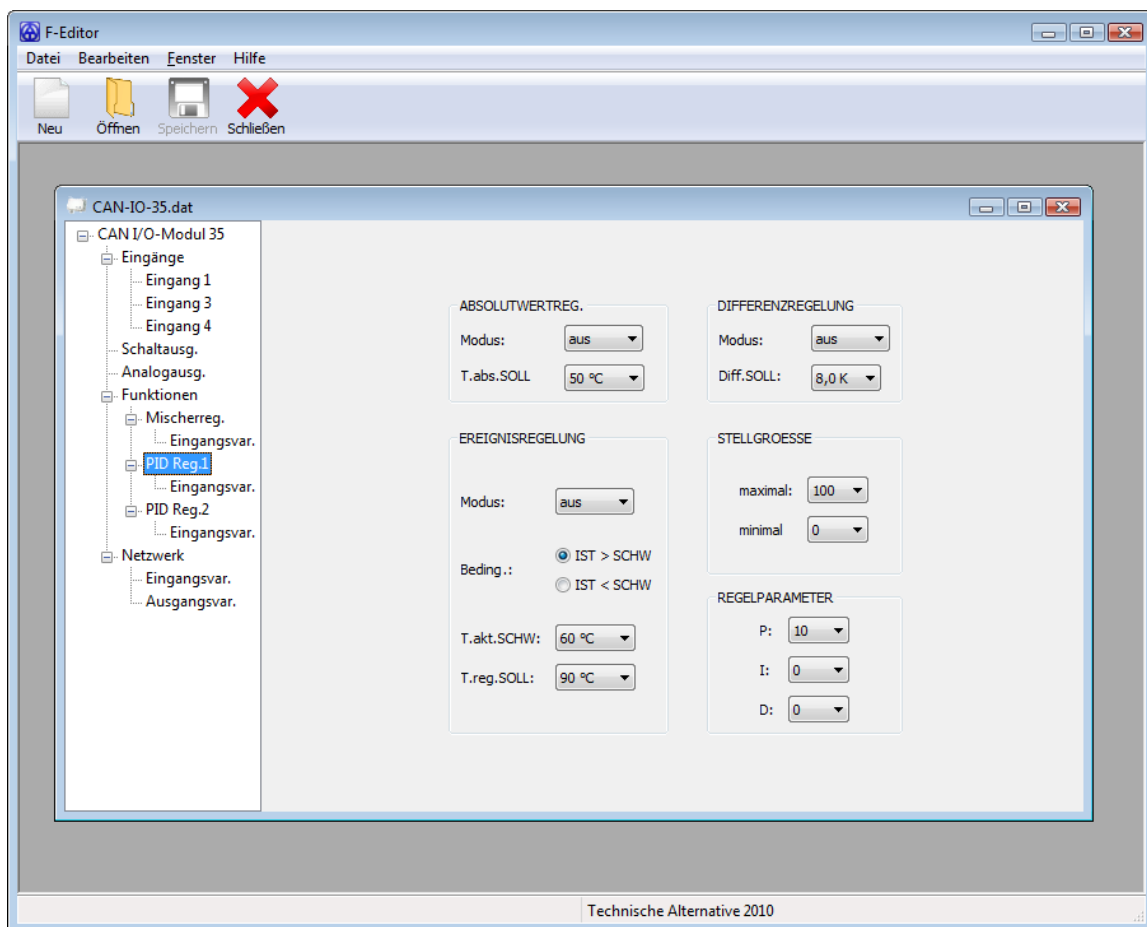 F-Editor
Datei Bearbeiten Fenster Hilfe
Neu Öffnen Speichern Schließen
CAN-IO-35.dat
CAN I/O-Modul 35
Eingänge
Eingang 1
Eingang 3
Eingang 4
Schaltausg.
Analogausg.
Funktionen
Mischerreg.
Eingangsvar.
PID Reg.1
Eingangsvar.
PID Reg.2
Eingangsvar.
Netzwerk
Eingangsvar.
Ausgangsvar.
ABSOLUTWERTREG.
Modus: aus
T.abs.SOLL 50 °C
DIFFERENZREGELUNG
Modus: aus
Diff.SOLL: 8,0 K
EREIGNISREGELUNG
Modus: aus
Beding.:
IST > SCHW
IST < SCHW
T.akt.SCHW: 60 °C
T.reg.SOLL: 90 °C
STELLGROESSE
maximal: 100
minimal 0
REGELPARAMETER
P: 10
I: 0
D: 0
Technische Alternative 2010